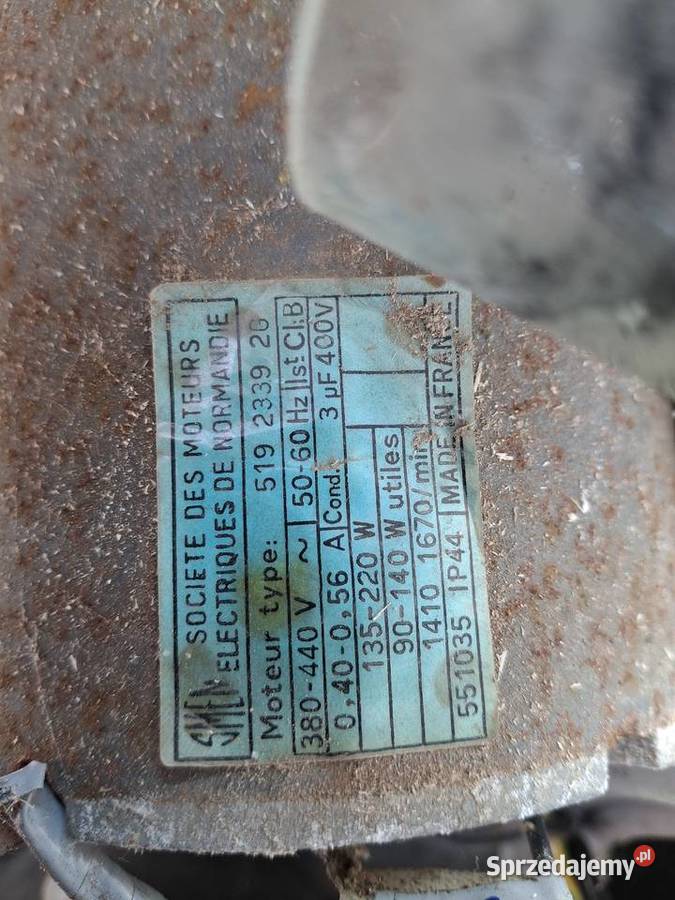 SMEN
SOCIETE DES MOTEURS
ELECTRIQUES DE NORMANDIE
Moteur type: 519 2339 20
380-440 V ~ 50-60 Hz Ist Cl:B
0,40-0,56 A Cond 3 µF 400V
135-220 W
90-140 W utiles
1410 1670/min
551035 IP44 MADE IN FRANCE
Sprzedajemy.pl